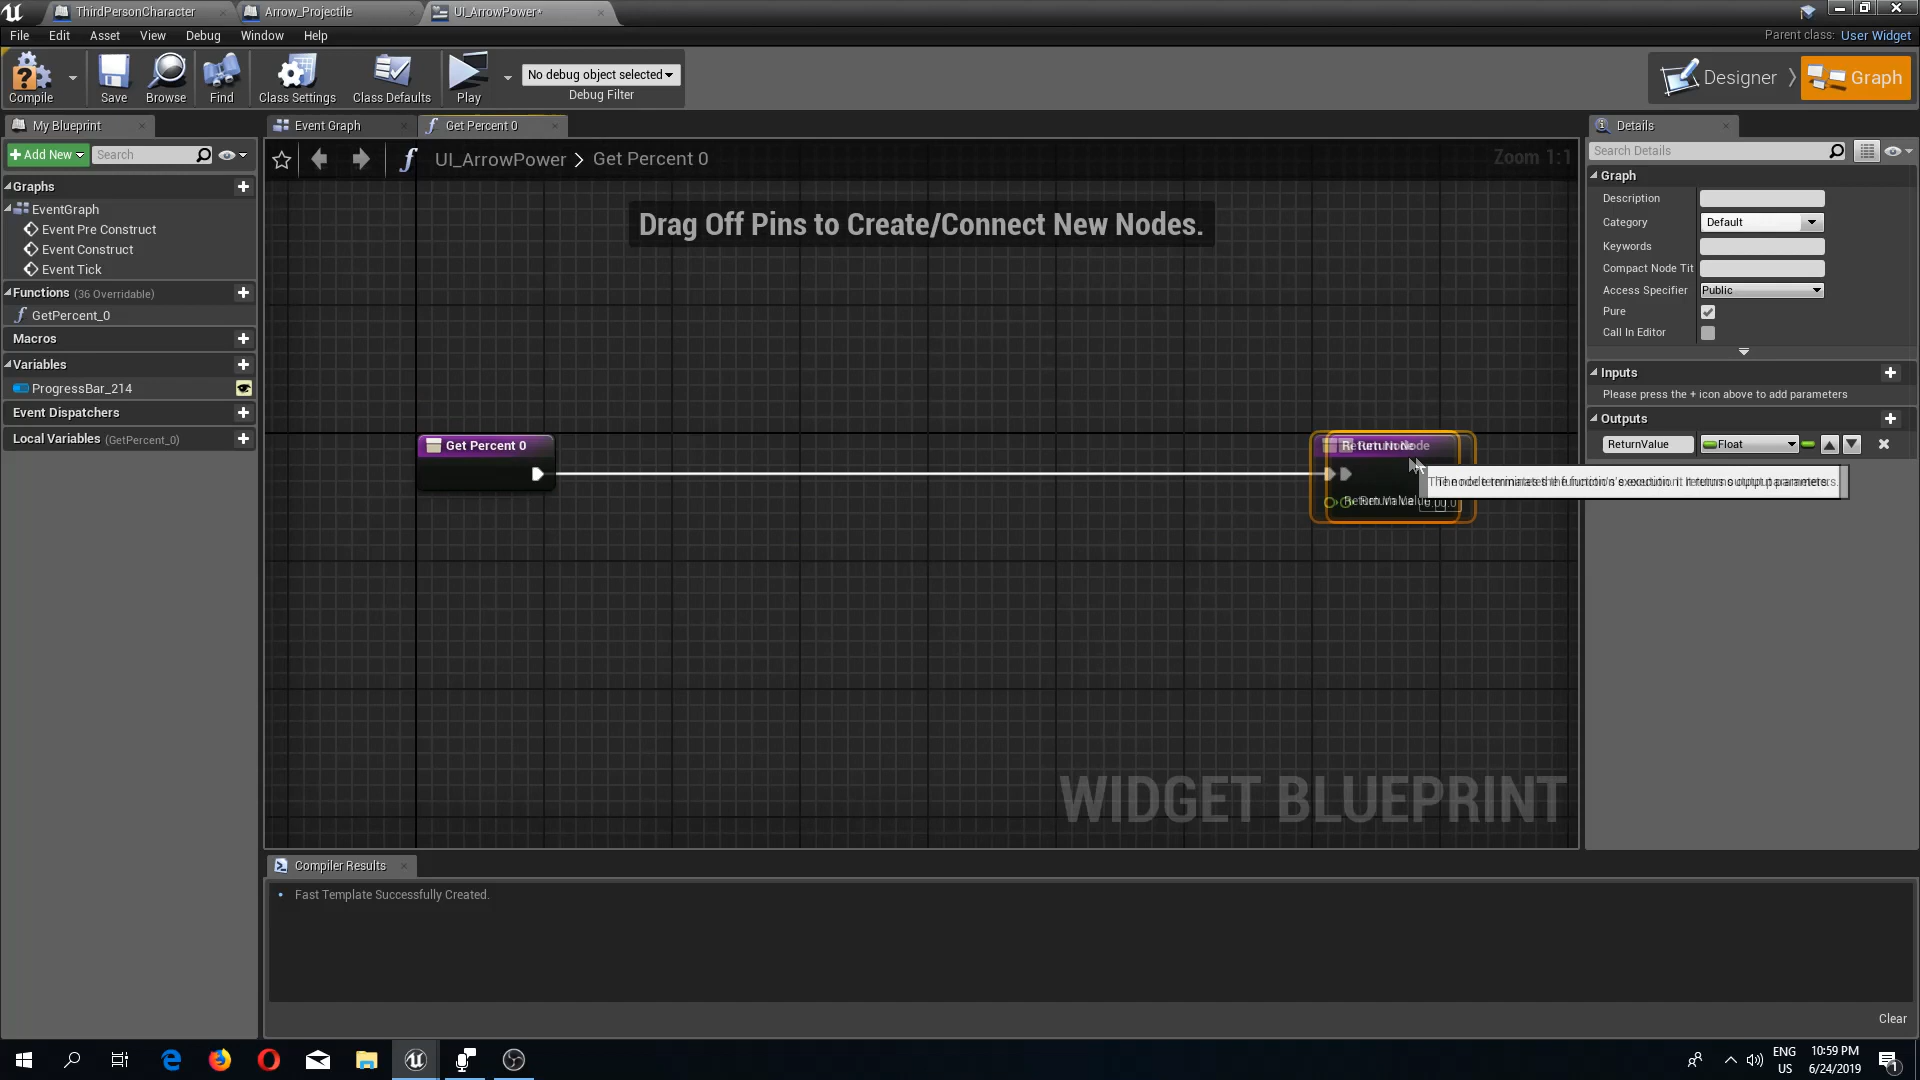 ThirdPersonCharacter
Arrow_Projectile
UI_ArrowPower*
File Edit Asset View Debug Window Help
Parent class: User Widget
Compile
Save
Browse
Find
Class Settings
Class Defaults
Play
No debug object selected
Debug Filter
Designer
Graph
My Blueprint
Event Graph
Get Percent 0
Details
Add New
Search
UI_ArrowPower > Get Percent 0
Zoom 1:1
Search Details
Graphs
EventGraph
Event Pre Construct
Event Construct
Event Tick
Functions (36 Overridable)
GetPercent_0
Macros
Variables
ProgressBar_214
Event Dispatchers
Local Variables (GetPercent_0)
Drag Off Pins to Create/Connect New Nodes.
Get Percent 0
Return Node
Return Value
WIDGET BLUEPRINT
Graph
Description
Category Default
Keywords
Compact Node Tit
Access Specifier Public
Pure
Call In Editor
Inputs
Please press the + icon above to add parameters
Outputs
ReturnValue Float
Compiler Results
Fast Template Successfully Created.
Clear
ENG
US
10:59 PM
6/24/2019
1